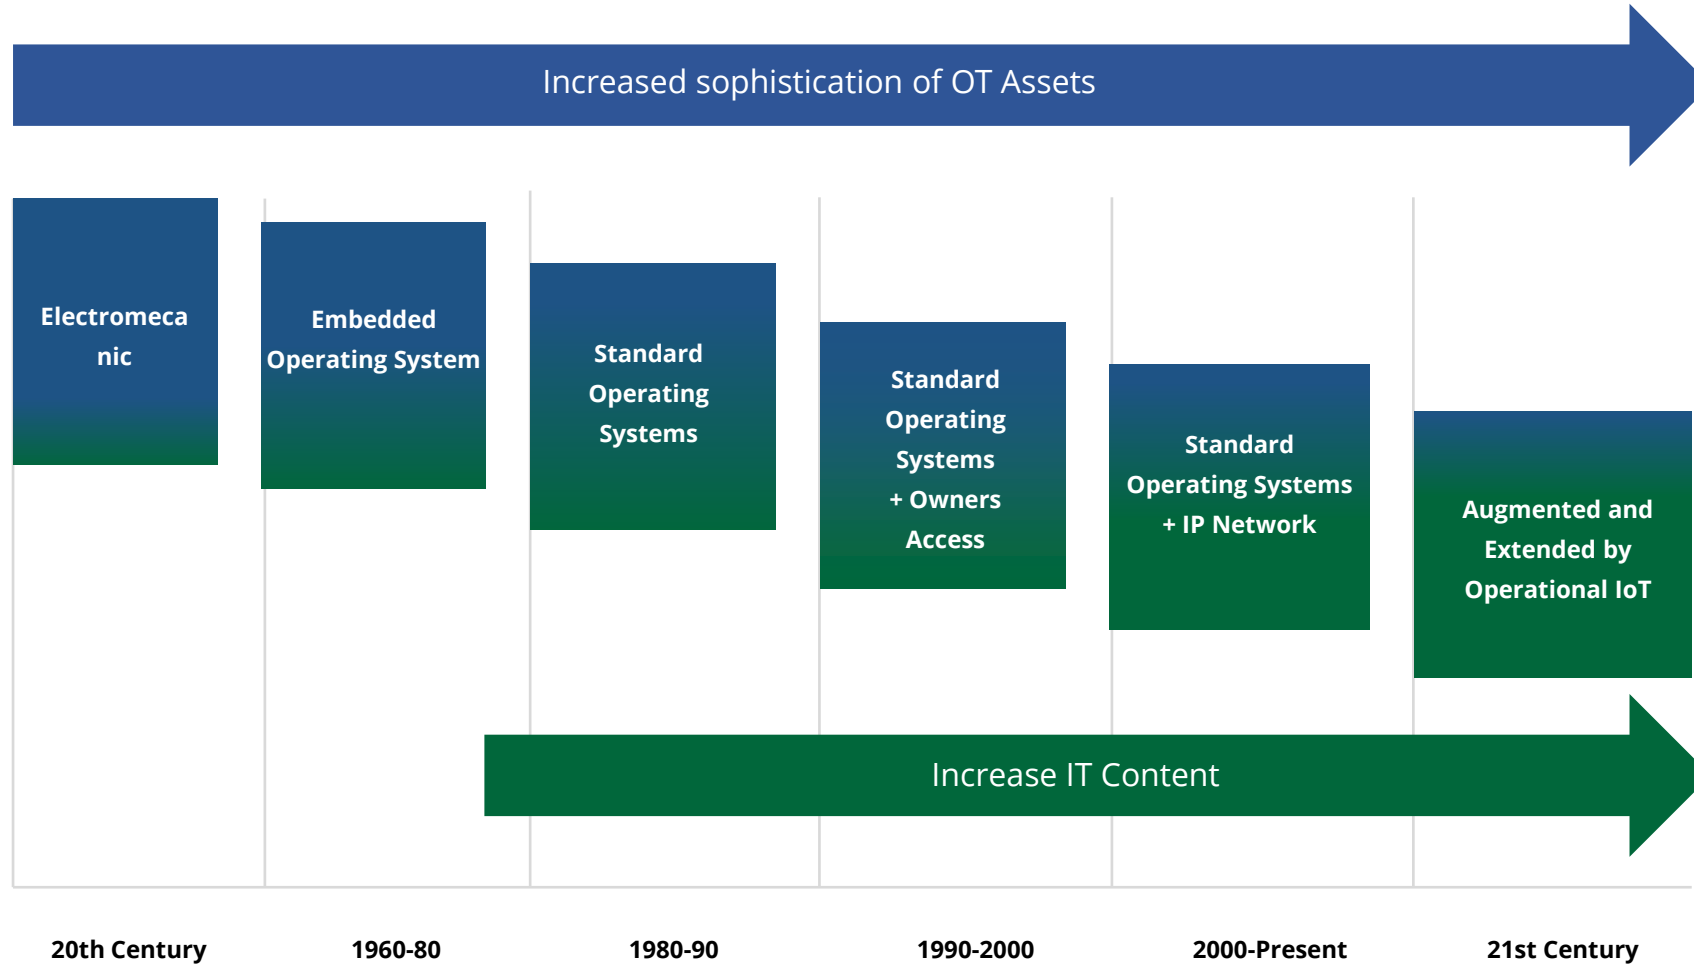 Increased sophistication of OT Assets
Electromeca
nic
Embedded
Operating System
Standard
Operating
Systems
Standard
Operating
Systems
+ Owners
Access
Standard
Operating Systems
+ IP Network
Augmented and
Extended by
Operational IoT
Increase IT Content
20th Century
1960-80
1980-90
1990-2000
2000-Present
21st Century